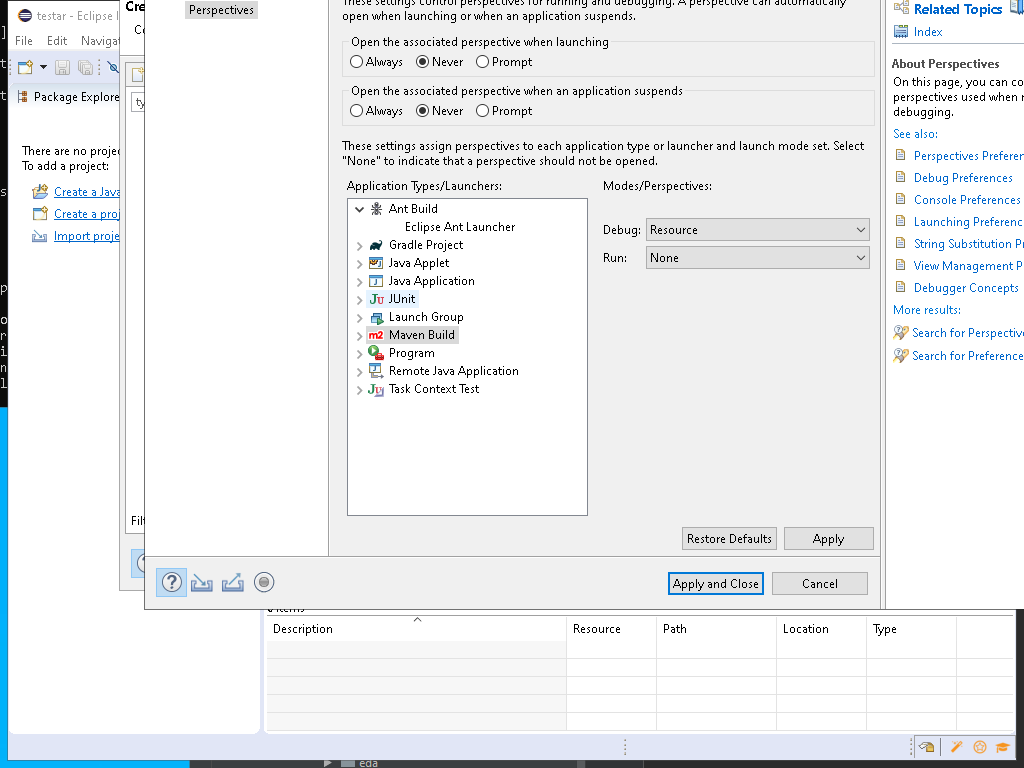 testar - Eclipse I
File Edit Navigat
Package Explore
There are no projec
To add a project:
Create a Java
Create a proj
Import proje
Cre
Perspectives
These settings control perspectives for running and debugging. A perspective can automatically
open when launching or when an application suspends.
Open the associated perspective when launching
Always Never Prompt
Open the associated perspective when an application suspends
Always Never Prompt
These settings assign perspectives to each application type or launcher and launch mode set. Select
"None" to indicate that a perspective should not be opened.
Application Types/Launchers: Modes/Perspectives:
Ant Build
Eclipse Ant Launcher
Gradle Project
Java Applet
Java Application
JUnit
Launch Group
Maven Build
Program
Remote Java Application
Task Context Test
Debug: Resource
Run: None
Restore Defaults Apply
Apply and Close Cancel
Related Topics
Index
About Perspectives
On this page, you can co
perspectives used when r
debugging.
See also:
Perspectives Preferen
Debug Preferences
Console Preferences
Launching Preferenc
String Substitution Pr
View Management P
Debugger Concepts
More results:
Search for Perspective
Search for Preference
Filt
Description Resource Path Location Type
eda